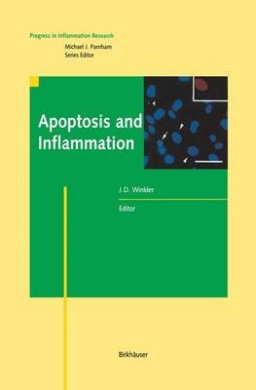 Progress in Inflammation Research
Michael J. Parnham
Series Editor
Apoptosis and
Inflammation
J.D. Winkler
Editor
Birkhäuser